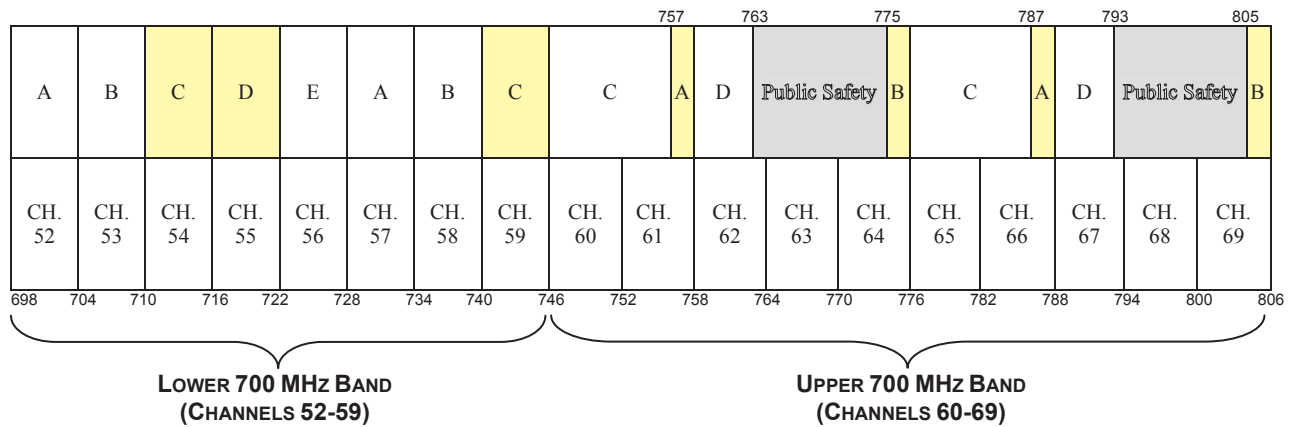 757 763 775 787 793 805
A B C D E A B C C A D Public Safety B C A D Public Safety B
CH. 52 CH. 53 CH. 54 CH. 55 CH. 56 CH. 57 CH. 58 CH. 59 CH. 60 CH. 61 CH. 62 CH. 63 CH. 64 CH. 65 CH. 66 CH. 67 CH. 68 CH. 69
698 704 710 716 722 728 734 740 746 752 758 764 770 776 782 788 794 800 806
LOWER 700 MHZ BAND
(CHANNELS 52-59)
UPPER 700 MHZ BAND
(CHANNELS 60-69)